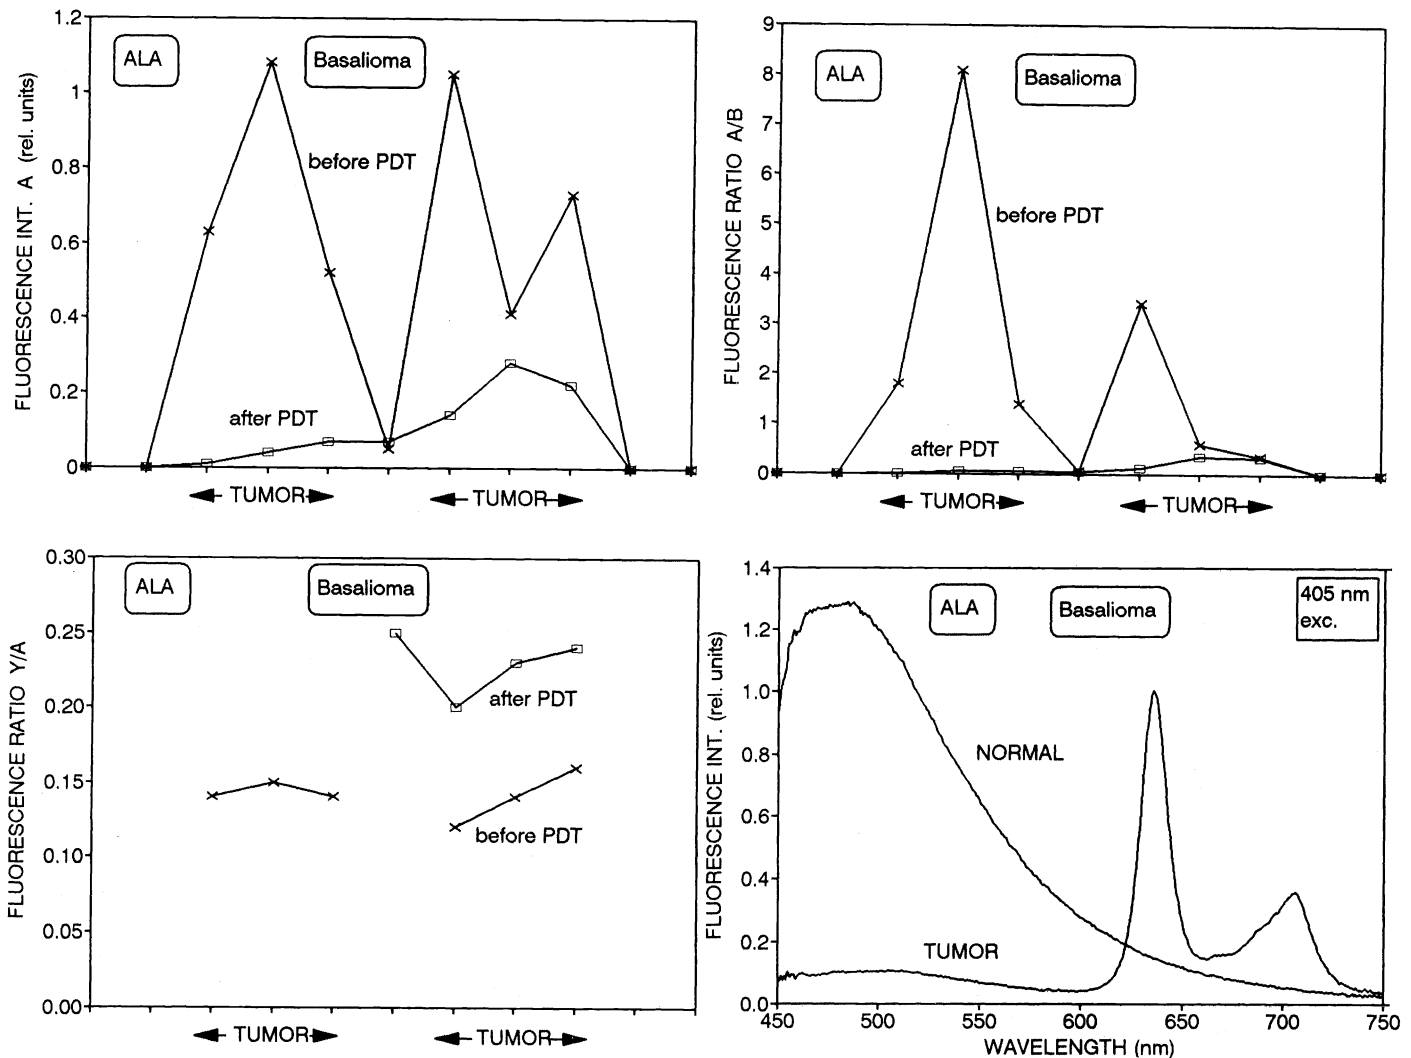 FLUORESCENCE INT. A (rel. units)
1.2
1
0.8
0.6
0.4
0.2
0
ALA
Basalioma
before PDT
after PDT
TUMOR
TUMOR
FLUORESCENCE RATIO A/B
9
8
7
6
5
4
3
2
1
0
ALA
Basalioma
before PDT
after PDT
TUMOR
TUMOR
FLUORESCENCE RATIO Y/A
0.30
0.25
0.20
0.15
0.10
0.05
0.00
ALA
Basalioma
after PDT
before PDT
TUMOR
TUMOR
FLUORESCENCE INT. (rel. units)
1.4
1.2
1.0
0.8
0.6
0.4
0.2
0.0
ALA
Basalioma
405 nm
exc.
NORMAL
TUMOR
450 500 550 600 650 700 750
WAVELENGTH (nm)